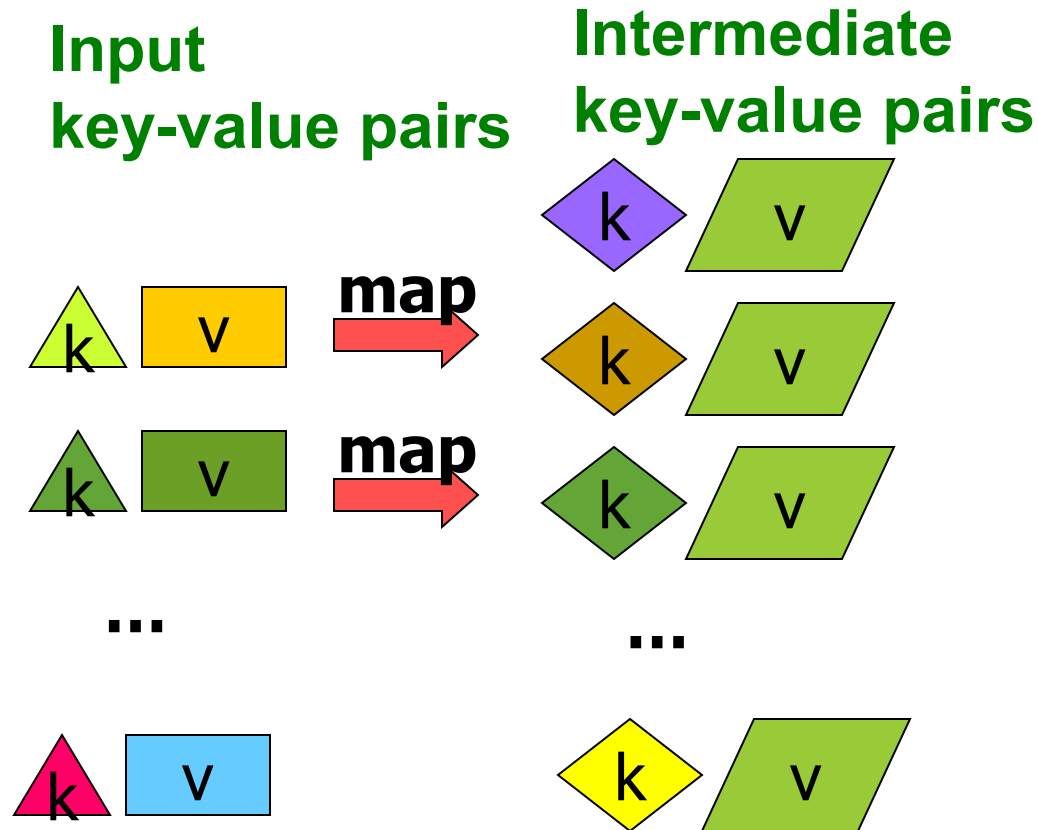 Input
key-value pairs
Intermediate
key-value pairs
k v
k v map k v
k v map k v
... ...
k v k v